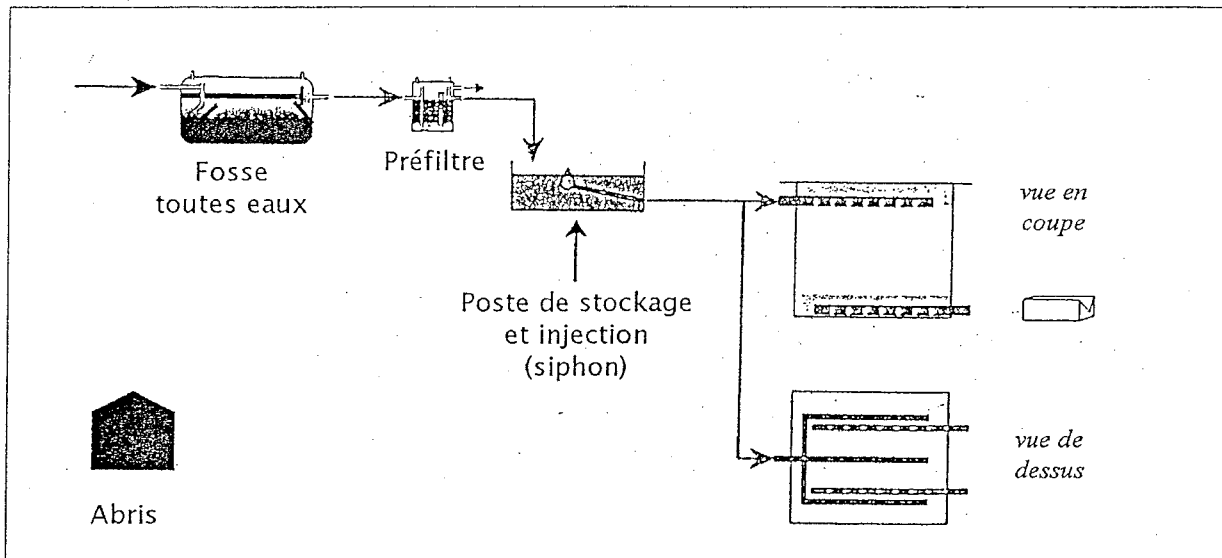 Fosse
toutes eaux
Préfiltre
Poste de stockage
et injection
(siphon)
vue en
coupe
vue de
dessus
Abris